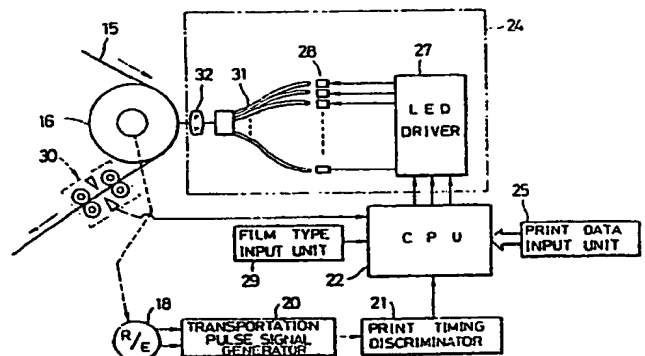 15
16
30
32
31
28
27
24
LED
DRIVER
25
PRINT DATA
INPUT UNIT
CPU
22
FILM TYPE
INPUT UNIT
29
18
R/E
20
TRANSPORTATION
PULSE SIGNAL
GENERATOR
21
PRINT TIMING
DISCRIMINATOR